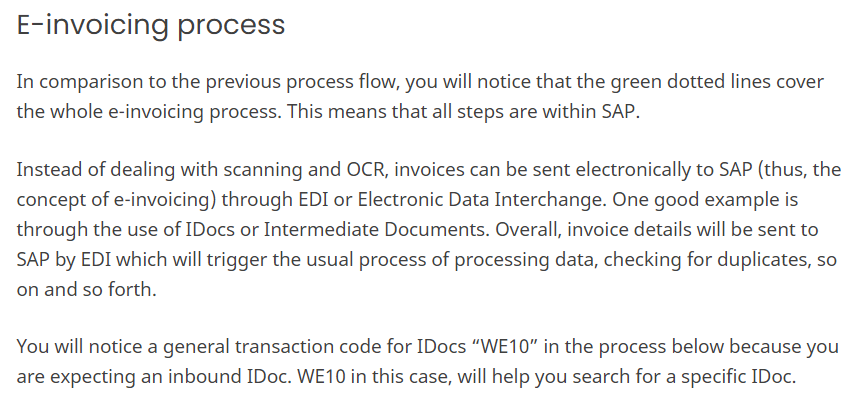 E-invoicing process
In comparison to the previous process flow, you will notice that the green dotted lines cover
the whole e-invoicing process. This means that all steps are within SAP.
Instead of dealing with scanning and OCR, invoices can be sent electronically to SAP (thus, the
concept of e-invoicing) through EDI or Electronic Data Interchange. One good example is
through the use of IDocs or Intermediate Documents. Overall, invoice details will be sent to
SAP by EDI which will trigger the usual process of processing data, checking for duplicates, so
on and so forth.
You will notice a general transaction code for IDocs “WE10” in the process below because you
are expecting an inbound IDoc. WE10 in this case, will help you search for a specific IDoc.